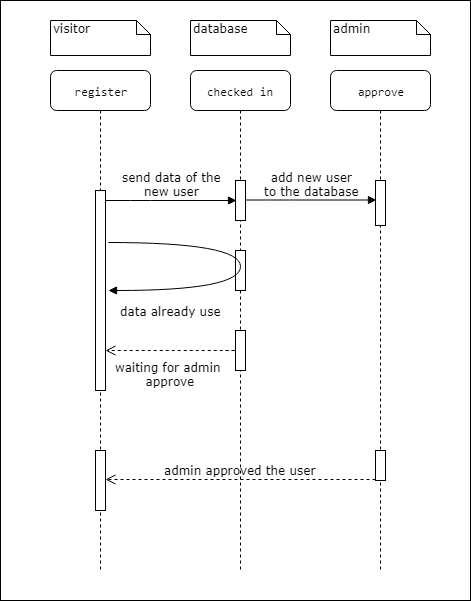 visitor
database
admin
register
checked in
approve
send data of the
new user
add new user
to the database
data already use
waiting for admin
approve
admin approved the user